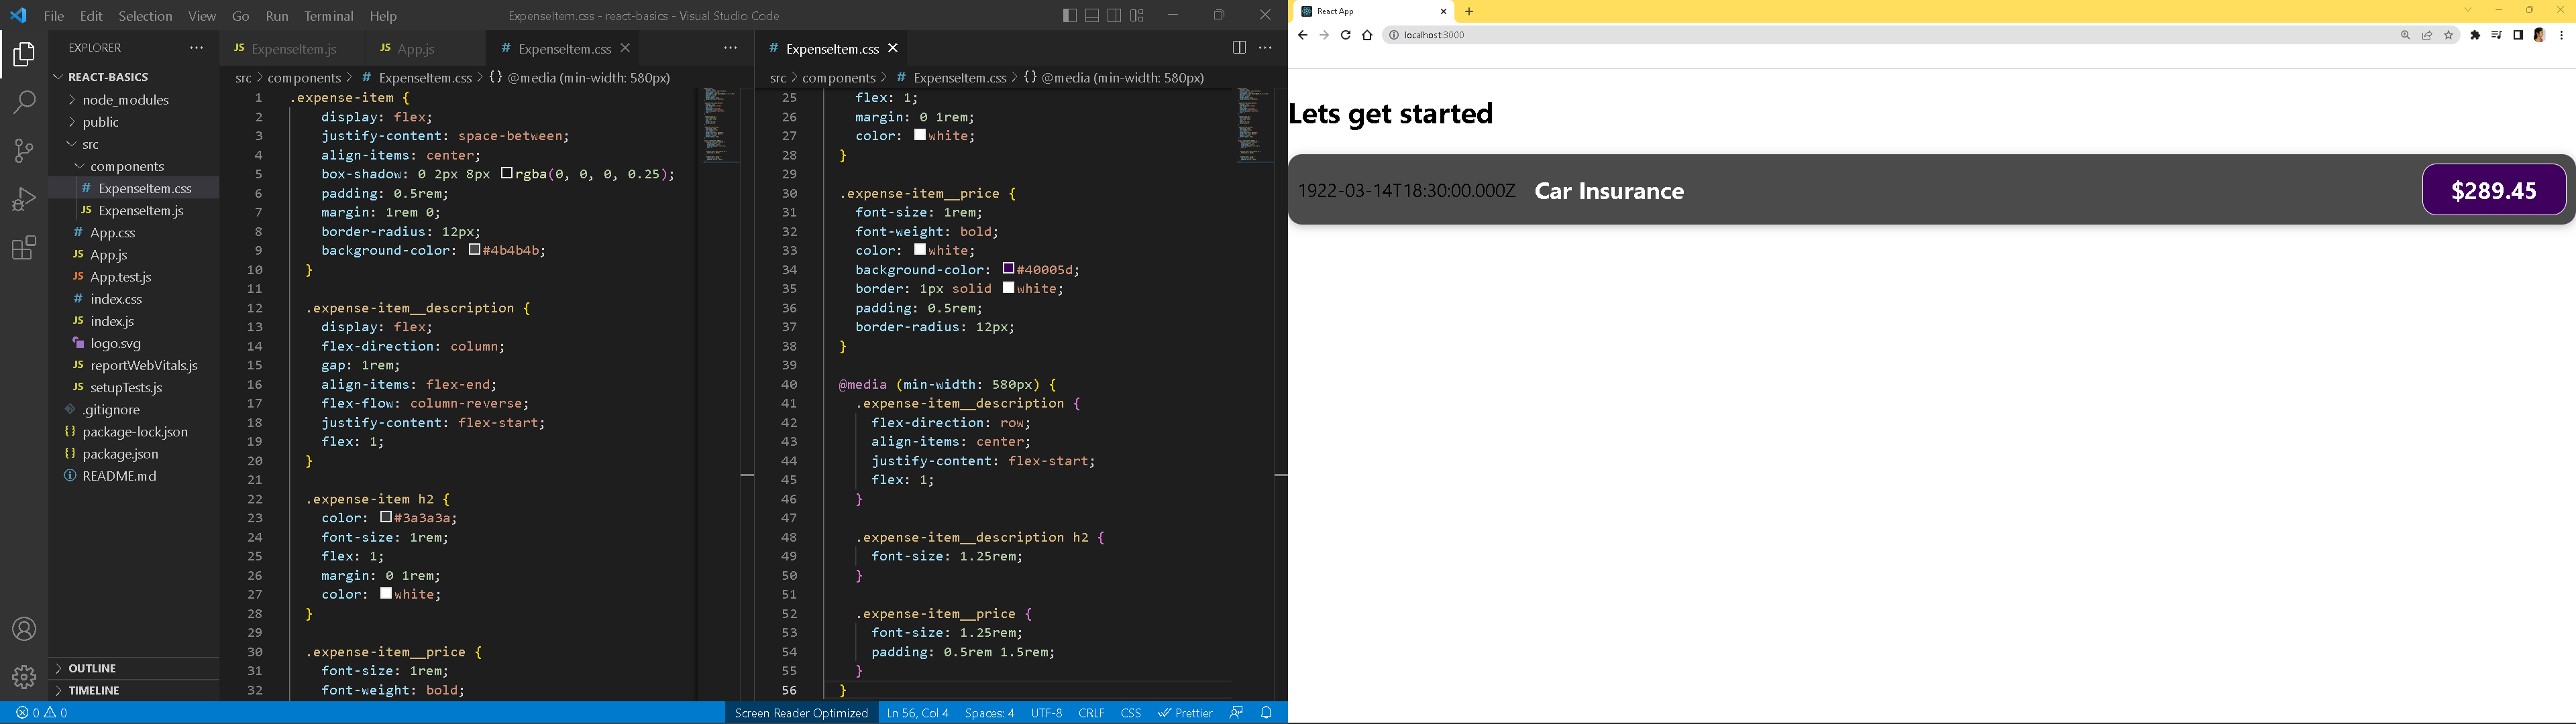 File Edit Selection View Go Run Terminal Help
ExpenseItem.css - react-basics - Visual Studio Code
EXPLORER
REACT-BASICS
node_modules
public
src
components
# ExpenseItem.css
JS ExpenseItem.js
# App.css
JS App.js
JS App.test.js
# index.css
JS index.js
logo.svg
JS reportWebVitals.js
JS setupTests.js
.gitignore
{} package-lock.json
{} package.json
README.md
OUTLINE
TIMELINE
JS ExpenseItem.js JS App.js # ExpenseItem.css
src > components > # ExpenseItem.css > {} @media (min-width: 580px)
1 .expense-item {
2 display: flex;
3 justify-content: space-between;
4 align-items: center;
5 box-shadow: 0 2px 8px rgba(0, 0, 0, 0.25);
6 padding: 0.5rem;
7 margin: 1rem 0;
8 border-radius: 12px;
9 background-color: #4b4b4b;
10 }
11
12 .expense-item__description {
13 display: flex;
14 flex-direction: column;
15 gap: 1rem;
16 align-items: flex-end;
17 flex-flow: column-reverse;
18 justify-content: flex-start;
19 flex: 1;
20 }
21
22 .expense-item h2 {
23 color: #3a3a3a;
24 font-size: 1rem;
25 flex: 1;
26 margin: 0 1rem;
27 color: white;
28 }
29
30 .expense-item__price {
31 font-size: 1rem;
32 font-weight: bold;
# ExpenseItem.css
src > components > # ExpenseItem.css > {} @media (min-width: 580px)
25 flex: 1;
26 margin: 0 1rem;
27 color: white;
28 }
29
30 .expense-item__price {
31 font-size: 1rem;
32 font-weight: bold;
33 color: white;
34 background-color: #40005d;
35 border: 1px solid white;
36 padding: 0.5rem;
37 border-radius: 12px;
38 }
39
40 @media (min-width: 580px) {
41 .expense-item__description {
42 flex-direction: row;
43 align-items: center;
44 justify-content: flex-start;
45 flex: 1;
46 }
47
48 .expense-item__description h2 {
49 font-size: 1.25rem;
50 }
51
52 .expense-item__price {
53 font-size: 1.25rem;
54 padding: 0.5rem 1.5rem;
55 }
56 }
0 0
Screen Reader Optimized Ln 56, Col 4 Spaces: 4 UTF-8 CRLF CSS Prettier
React App
localhost:3000
Lets get started
1922-03-14T18:30:00.000Z Car Insurance $289.45